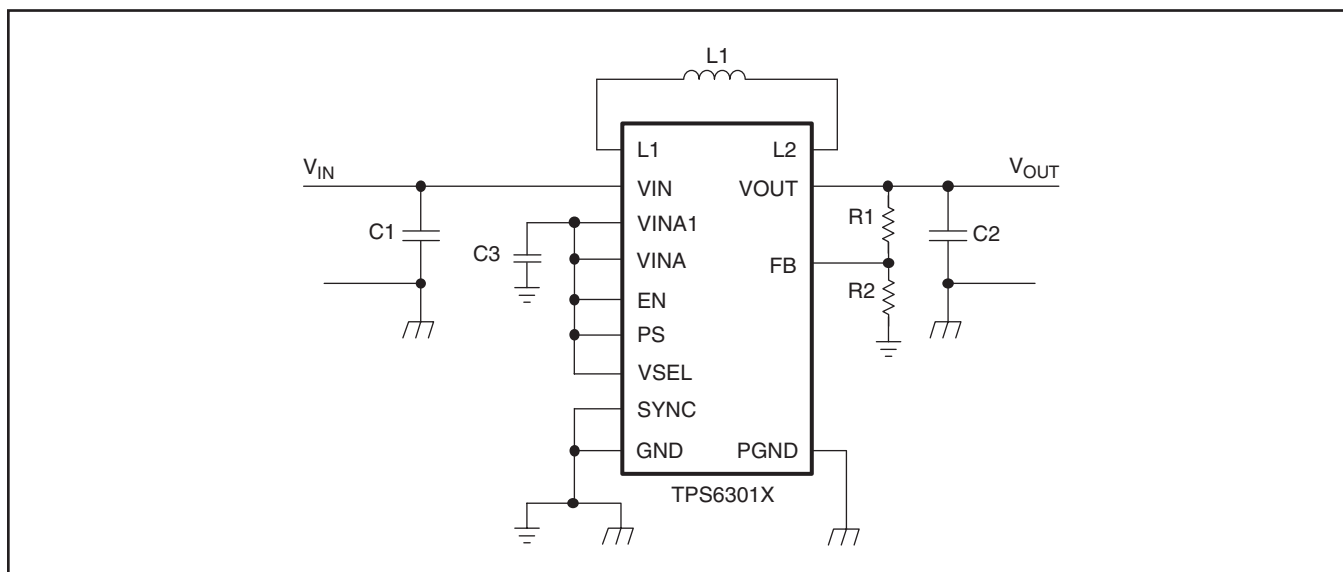 L1
L1
L2
VIN
VOUT
VIN
VOUT
R1
C1
VINA1
C2
C3
VINA
FB
R2
EN
PS
VSEL
SYNC
GND
PGND
TPS6301X